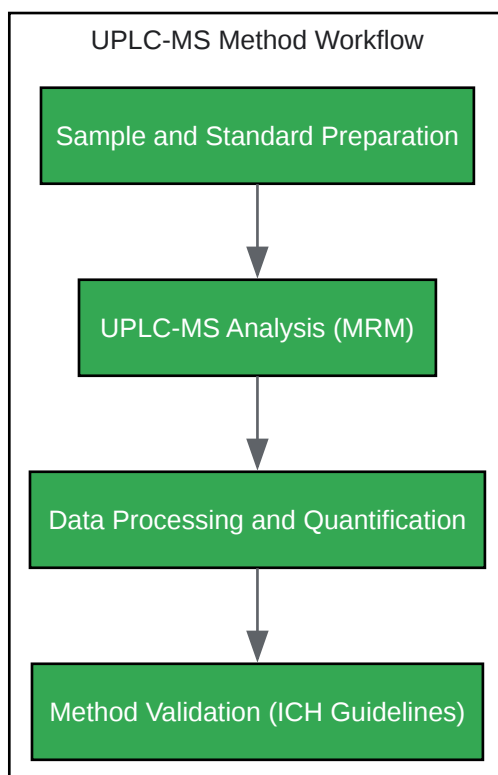 UPLC-MS Method Workflow
Sample and Standard Preparation
UPLC-MS Analysis (MRM)
Data Processing and Quantification
Method Validation (ICH Guidelines)